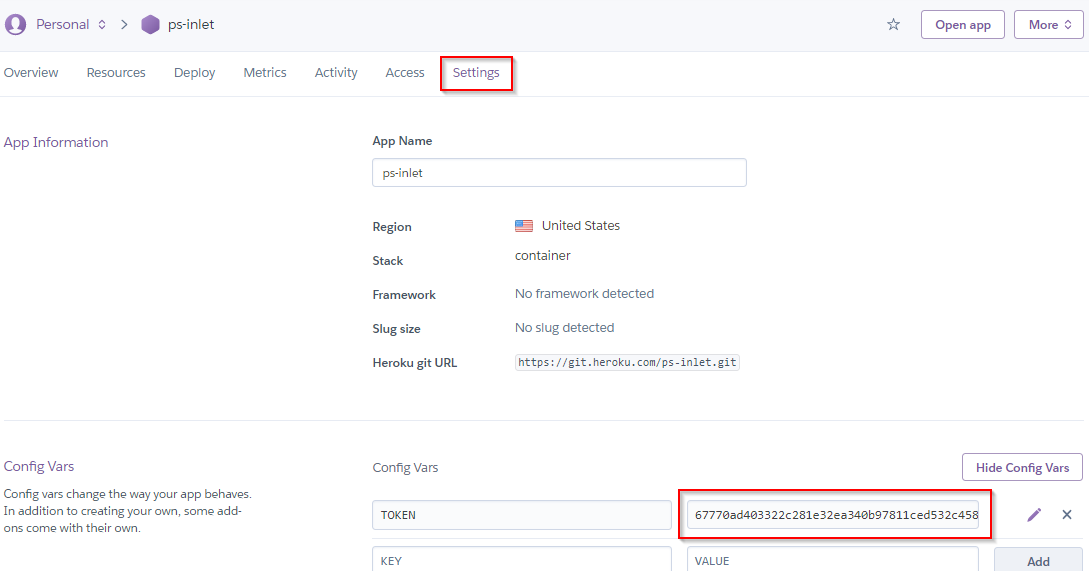 Personal
ps-inlet
Open app
More
Overview
Resources
Deploy
Metrics
Activity
Access
Settings
App Information
App Name
ps-inlet
Region
United States
Stack
container
Framework
No framework detected
Slug size
No slug detected
Heroku git URL
https://git.heroku.com/ps-inlet.git
Config Vars
Config vars change the way your app behaves.
In addition to creating your own, some add-
ons come with their own.
Config Vars
Hide Config Vars
TOKEN
67770ad403322c281e32ea340b97811ced532c458
KEY
VALUE
Add